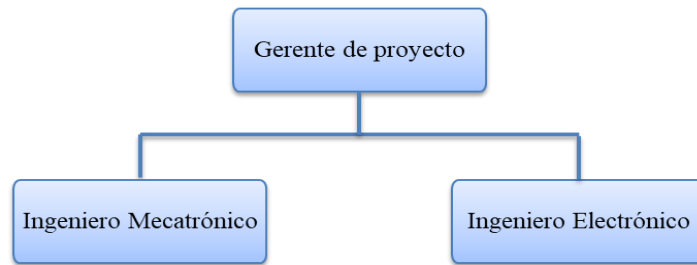 Gerente de proyecto
Ingeniero Mecatrónico
Ingeniero Electrónico